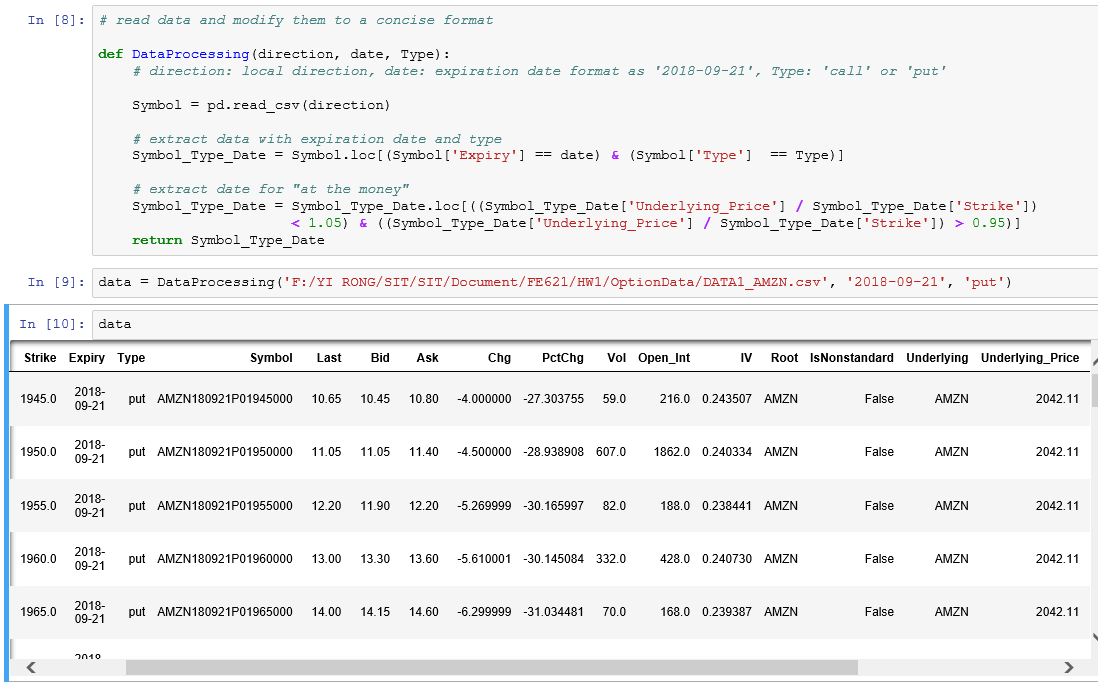 In [8]: # read data and modify them to a concise format
def DataProcessing(direction, date, Type):
# direction: local direction, date: expiration date format as '2018-09-21', Type: 'call' or 'put'
Symbol = pd.read_csv(direction)
# extract data with expiration date and type
Symbol_Type_Date = Symbol.loc[(Symbol['Expiry'] == date) & (Symbol['Type']  == Type)]
# extract date for "at the money"
Symbol_Type_Date = Symbol_Type_Date.loc[((Symbol_Type_Date['Underlying_Price'] / Symbol_Type_Date['Strike'])
< 1.05) & ((Symbol_Type_Date['Underlying_Price'] / Symbol_Type_Date['Strike']) > 0.95)]
return Symbol_Type_Date
In [9]: data = DataProcessing('F:/YI RONG/SIT/SIT/Document/FE621/HW1/OptionData/DATA1_AMZN.csv', '2018-09-21', 'put')
In [10]: data
Strike Expiry Type Symbol Last Bid Ask Chg PctChg Vol Open_Int IV Root IsNonstandard Underlying Underlying_Price
1945.0 2018-09-21 put AMZN180921P01945000 10.65 10.45 10.80 -4.000000 -27.303755 59.0 216.0 0.243507 AMZN False AMZN 2042.11
1950.0 2018-09-21 put AMZN180921P01950000 11.05 11.05 11.40 -4.500000 -28.938908 607.0 1862.0 0.240334 AMZN False AMZN 2042.11
1955.0 2018-09-21 put AMZN180921P01955000 12.20 11.90 12.20 -5.269999 -30.165997 82.0 188.0 0.238441 AMZN False AMZN 2042.11
1960.0 2018-09-21 put AMZN180921P01960000 13.00 13.30 13.60 -5.610001 -30.145084 332.0 428.0 0.240730 AMZN False AMZN 2042.11
1965.0 2018-09-21 put AMZN180921P01965000 14.00 14.15 14.60 -6.299999 -31.034481 70.0 168.0 0.239387 AMZN False AMZN 2042.11